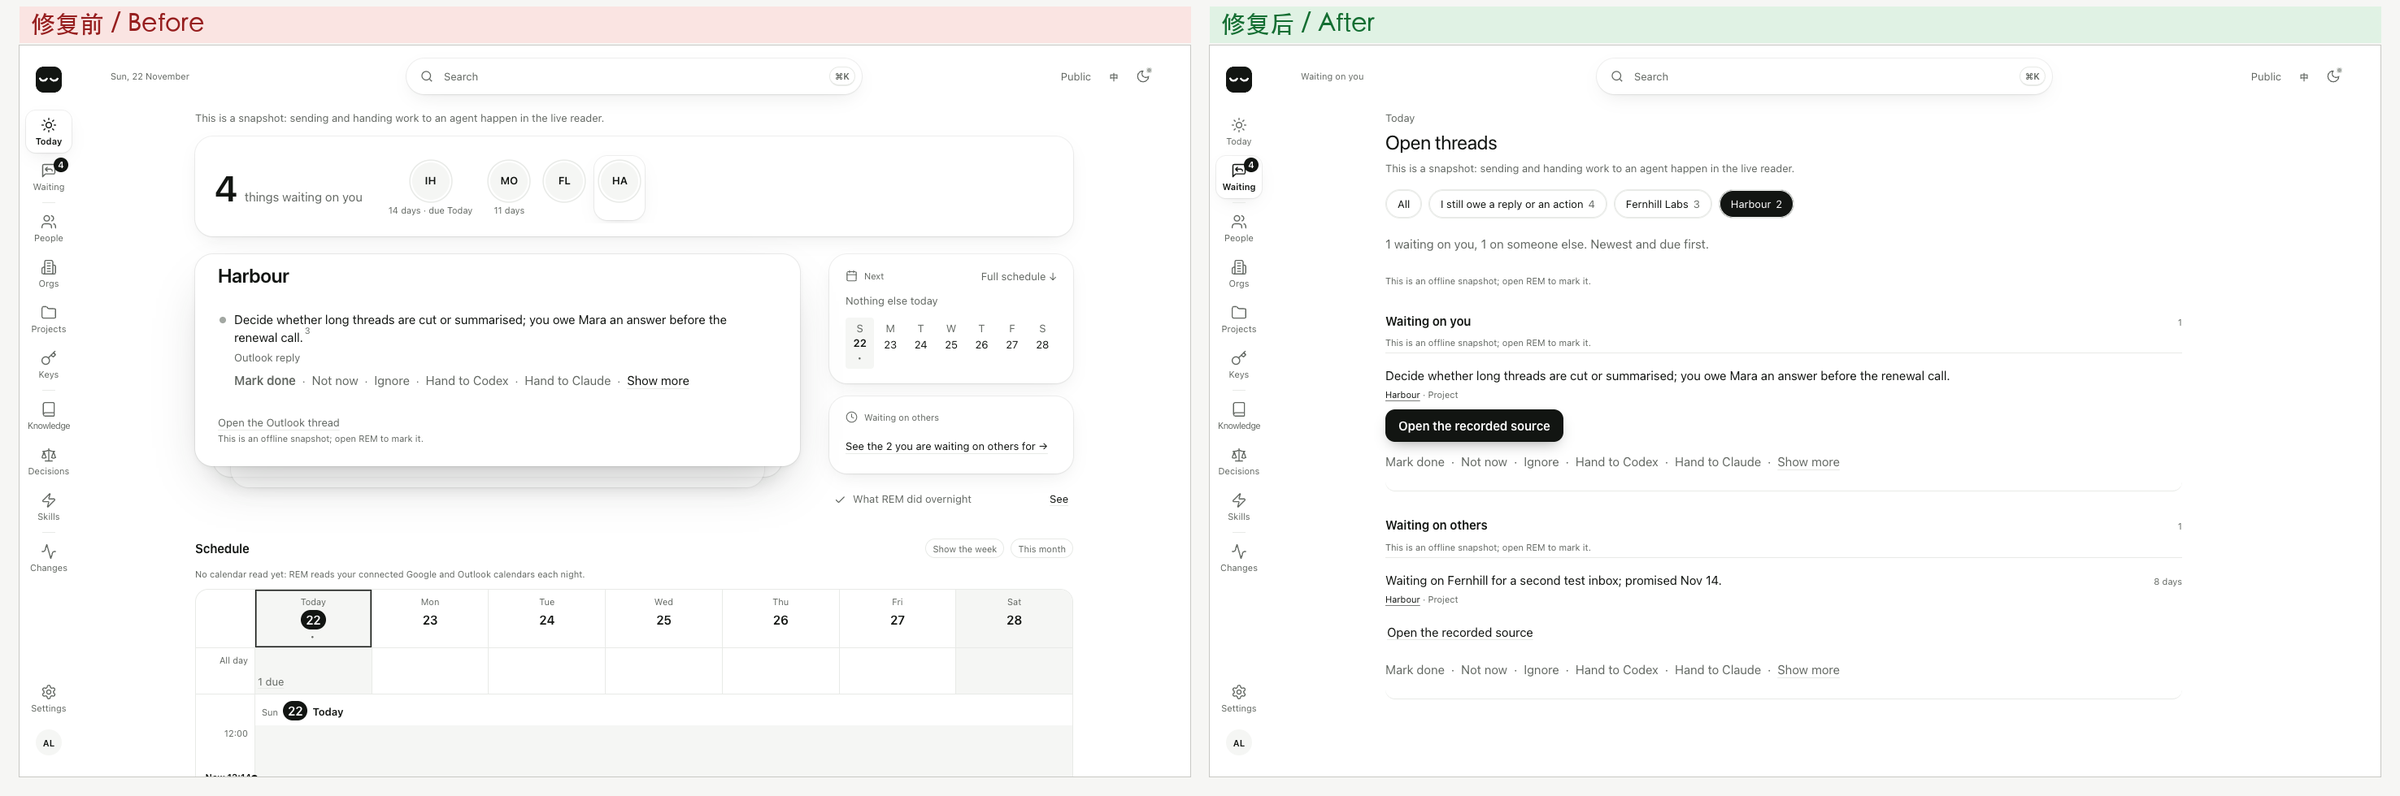 修复前 / Before
Sun, 22 November
Search
⌘K
Public
中
Today
4
Waiting
People
Orgs
Projects
Keys
Knowledge
Decisions
Skills
Changes
Settings
AL
This is a snapshot: sending and handing work to an agent happen in the live reader.
4 things waiting on you
IH
14 days · due Today
MO
11 days
FL
HA
Harbour
Decide whether long threads are cut or summarised; you owe Mara an answer before the
renewal call. 3
Outlook reply
Mark done · Not now · Ignore · Hand to Codex · Hand to Claude · Show more
Open the Outlook thread
This is an offline snapshot; open REM to mark it.
Next
Full schedule ↓
Nothing else today
S M T W T F S
22 23 24 25 26 27 28
Waiting on others
See the 2 you are waiting on others for →
What REM did overnight
See
Schedule
Show the week
This month
No calendar read yet: REM reads your connected Google and Outlook calendars each night.
Today Mon Tue Wed Thu Fri Sat
22 23 24 25 26 27 28
All day
1 due
Sun 22 Today
12:00
修复后 / After
Waiting on you
Search
⌘K
Public
中
Today
4
Waiting
People
Orgs
Projects
Keys
Knowledge
Decisions
Skills
Changes
Settings
AL
Today
Open threads
This is a snapshot: sending and handing work to an agent happen in the live reader.
All
I still owe a reply or an action 4
Fernhill Labs 3
Harbour 2
1 waiting on you, 1 on someone else. Newest and due first.
This is an offline snapshot; open REM to mark it.
Waiting on you
1
This is an offline snapshot; open REM to mark it.
Decide whether long threads are cut or summarised; you owe Mara an answer before the renewal call.
Harbour · Project
Open the recorded source
Mark done · Not now · Ignore · Hand to Codex · Hand to Claude · Show more
Waiting on others
1
This is an offline snapshot; open REM to mark it.
Waiting on Fernhill for a second test inbox; promised Nov 14.
8 days
Harbour · Project
Open the recorded source
Mark done · Not now · Ignore · Hand to Codex · Hand to Claude · Show more